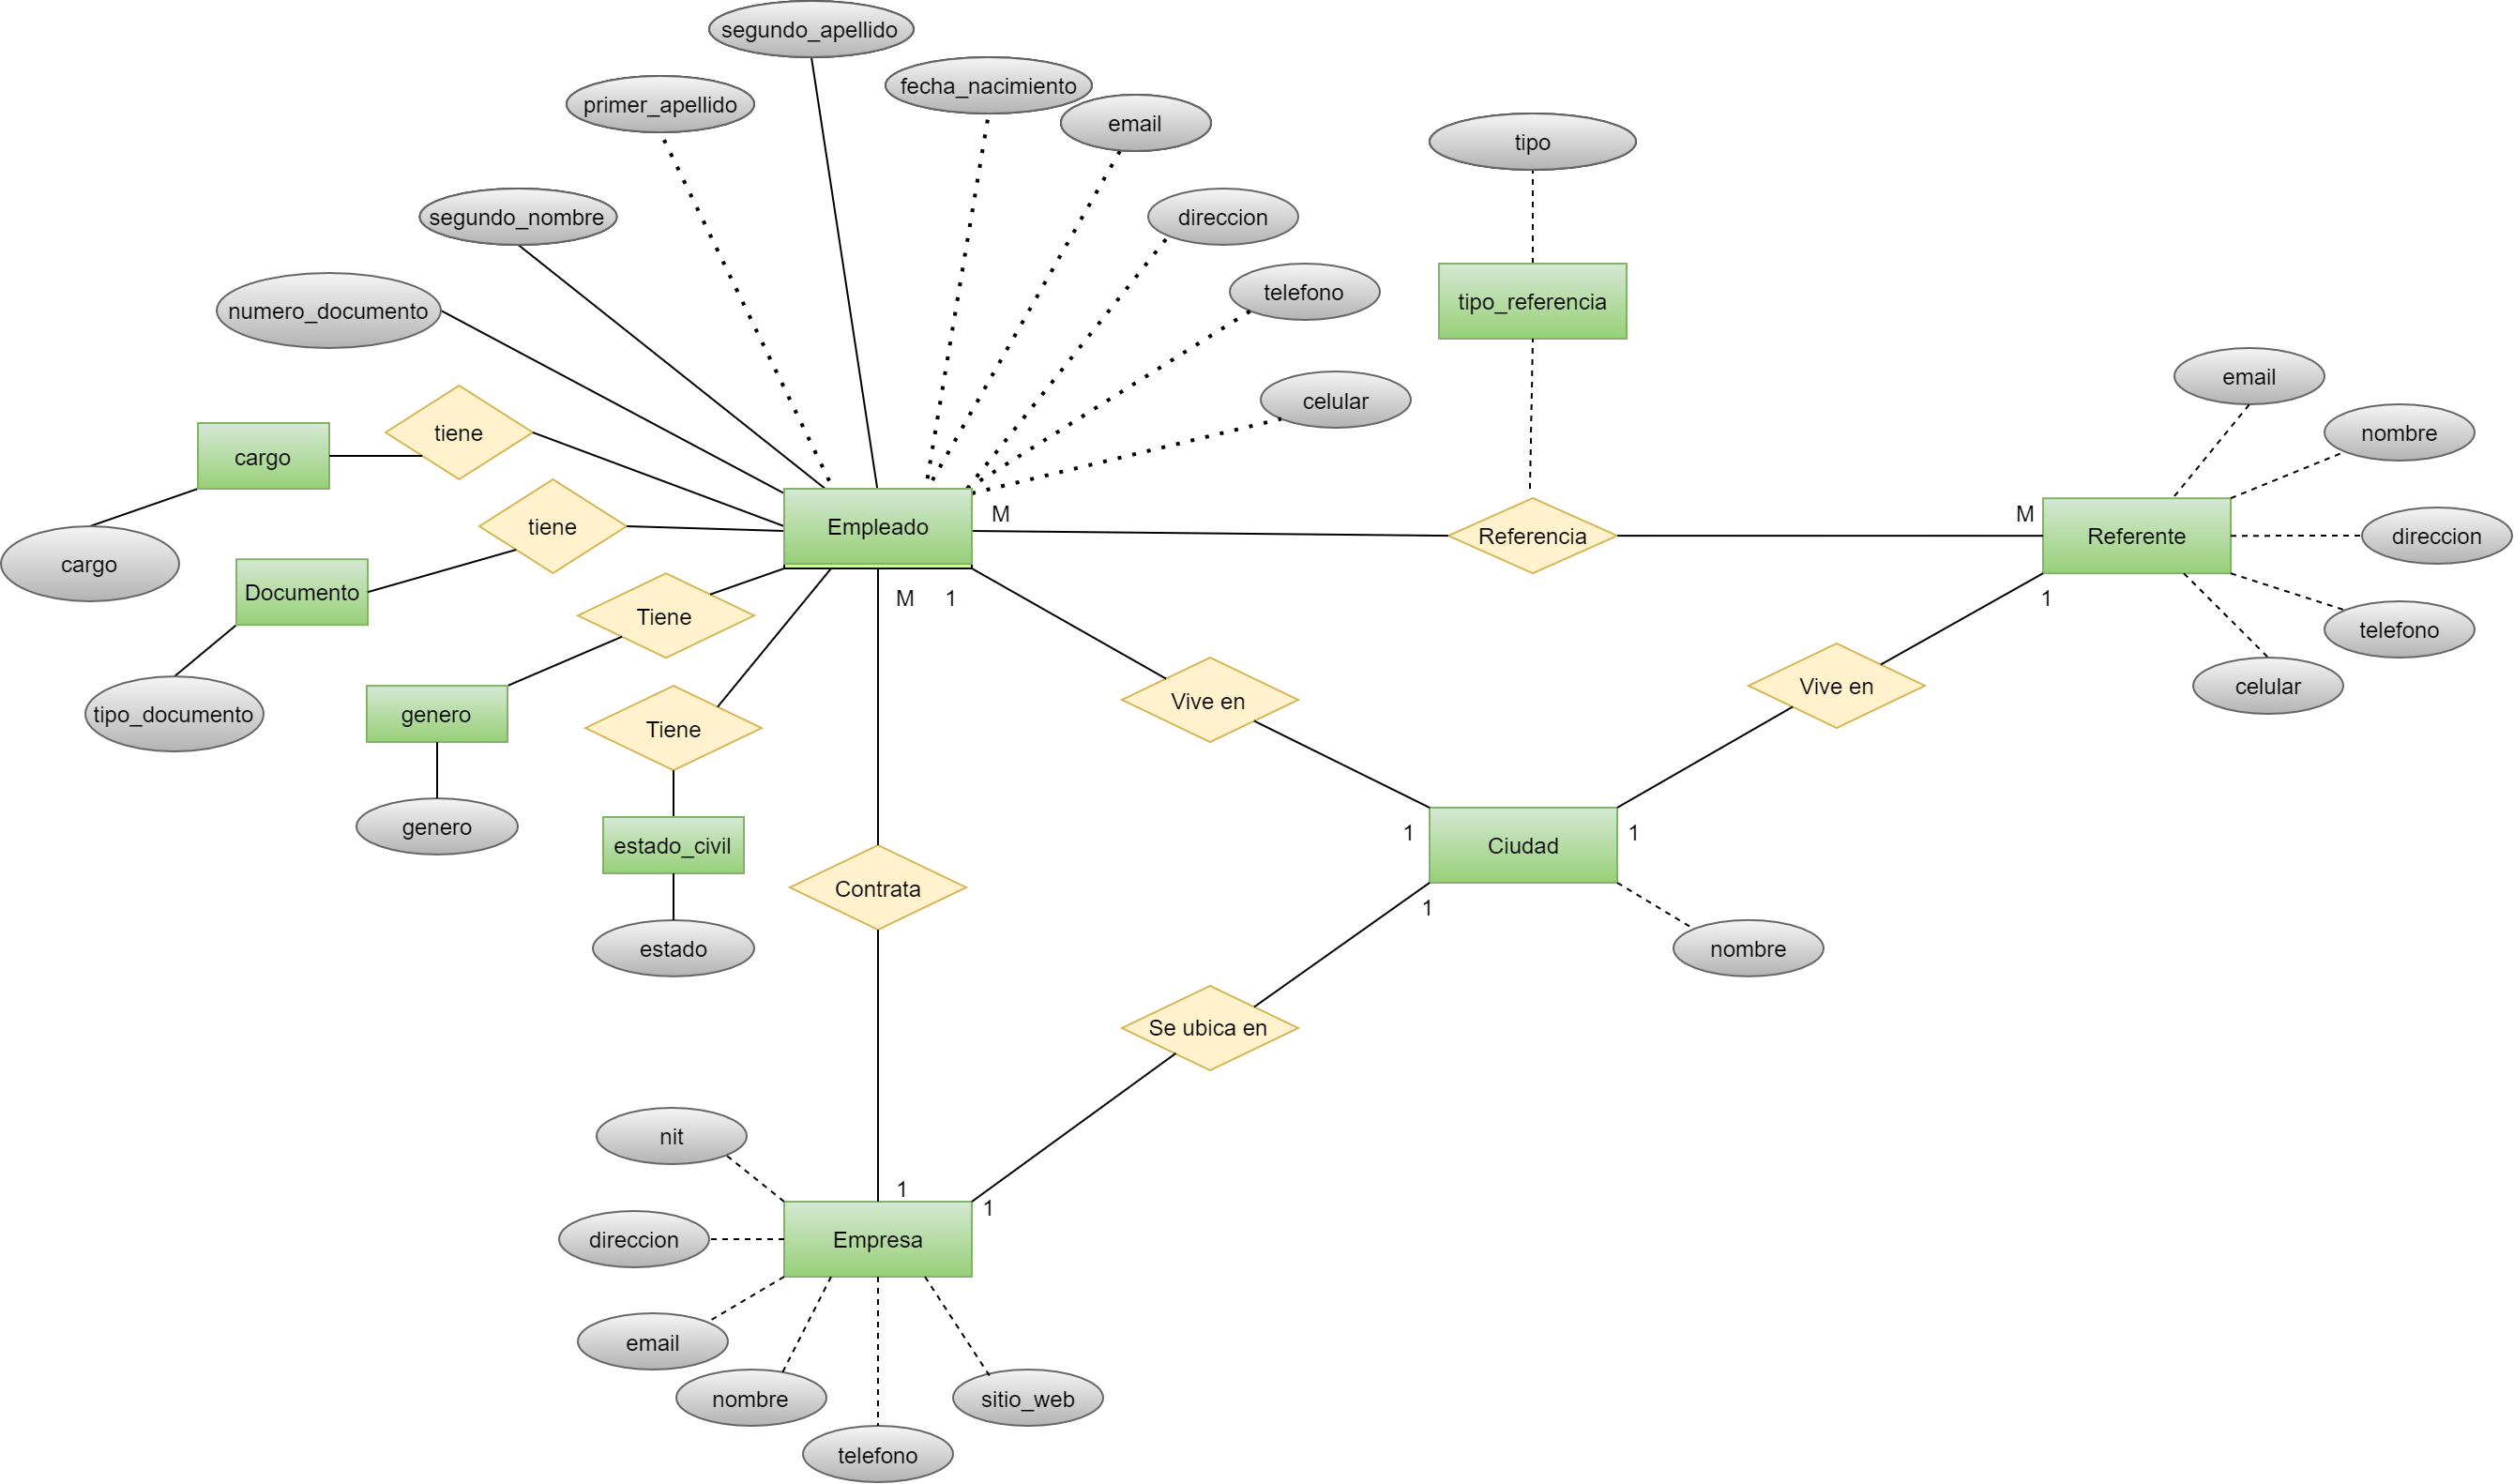 segundo_apellido
fecha_nacimiento
primer_apellido
email
tipo
segundo_nombre
direccion
telefono
tipo_referencia
numero_documento
email
celular
nombre
tiene
cargo
M
M
tiene
Empleado
Referencia
Referente
direccion
cargo
Documento
M
1
1
Tiene
telefono
Vive en
Vive en
celular
tipo_documento
genero
Tiene
genero
1
1
estado_civil
Ciudad
Contrata
1
estado
nombre
Se ubica en
nit
1
1
direccion
Empresa
email
nombre
sitio_web
telefono